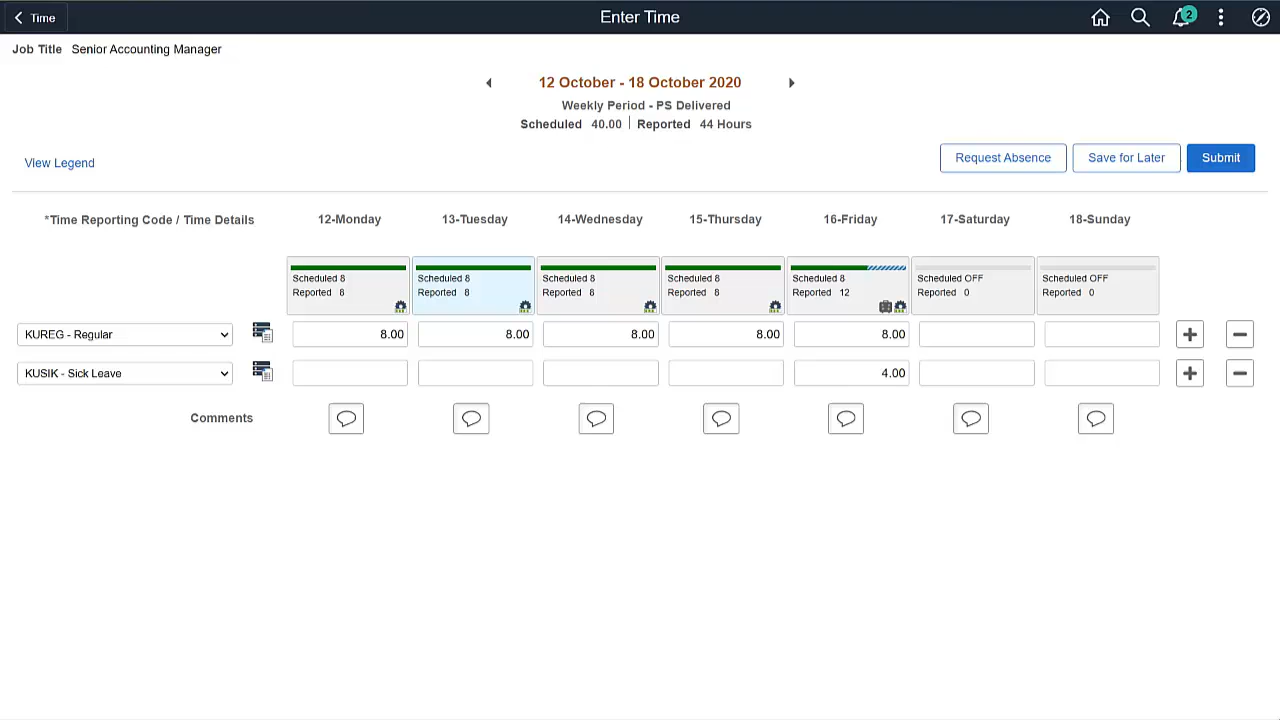 Time
Enter Time
2
Job Title Senior Accounting Manager
12 October - 18 October 2020
Weekly Period - PS Delivered
Scheduled 40.00 | Reported 44 Hours
View Legend
Request Absence
Save for Later
Submit
*Time Reporting Code / Time Details 12-Monday 13-Tuesday 14-Wednesday 15-Thursday 16-Friday 17-Saturday 18-Sunday
Scheduled 8 Scheduled 8 Scheduled 8 Scheduled 8 Scheduled 8 Scheduled OFF Scheduled OFF
Reported 8 Reported 8 Reported 8 Reported 8 Reported 12 Reported 0 Reported 0
KUREG - Regular 8.00 8.00 8.00 8.00 8.00
KUSIK - Sick Leave 4.00
Comments